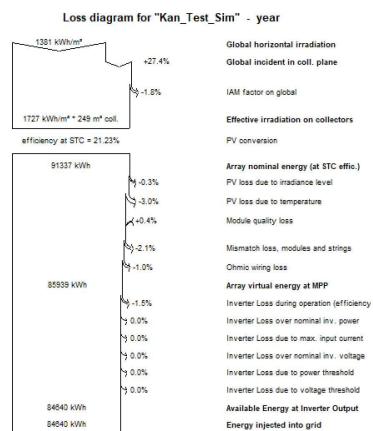 Loss diagram for "Kan_Test_Sim" - year
1381 kWh/m² Global horizontal irradiation
+27.4% Global incident in coll. plane
-1.8% IAM factor on global
1727 kWh/m² * 249 m² coll. Effective irradiation on collectors
efficiency at STC = 21.23% PV conversion
91337 kWh Array nominal energy (at STC effic.)
-0.3% PV loss due to irradiance level
-3.0% PV loss due to temperature
+0.4% Module quality loss
-2.1% Mismatch loss, modules and strings
-1.0% Ohmic wiring loss
85939 kWh Array virtual energy at MPP
-1.5% Inverter Loss during operation (efficiency
0.0% Inverter Loss over nominal inv. power
0.0% Inverter Loss due to max. input current
0.0% Inverter Loss over nominal inv. voltage
0.0% Inverter Loss due to power threshold
0.0% Inverter Loss due to voltage threshold
84640 kWh Available Energy at Inverter Output
84640 kWh Energy injected into grid